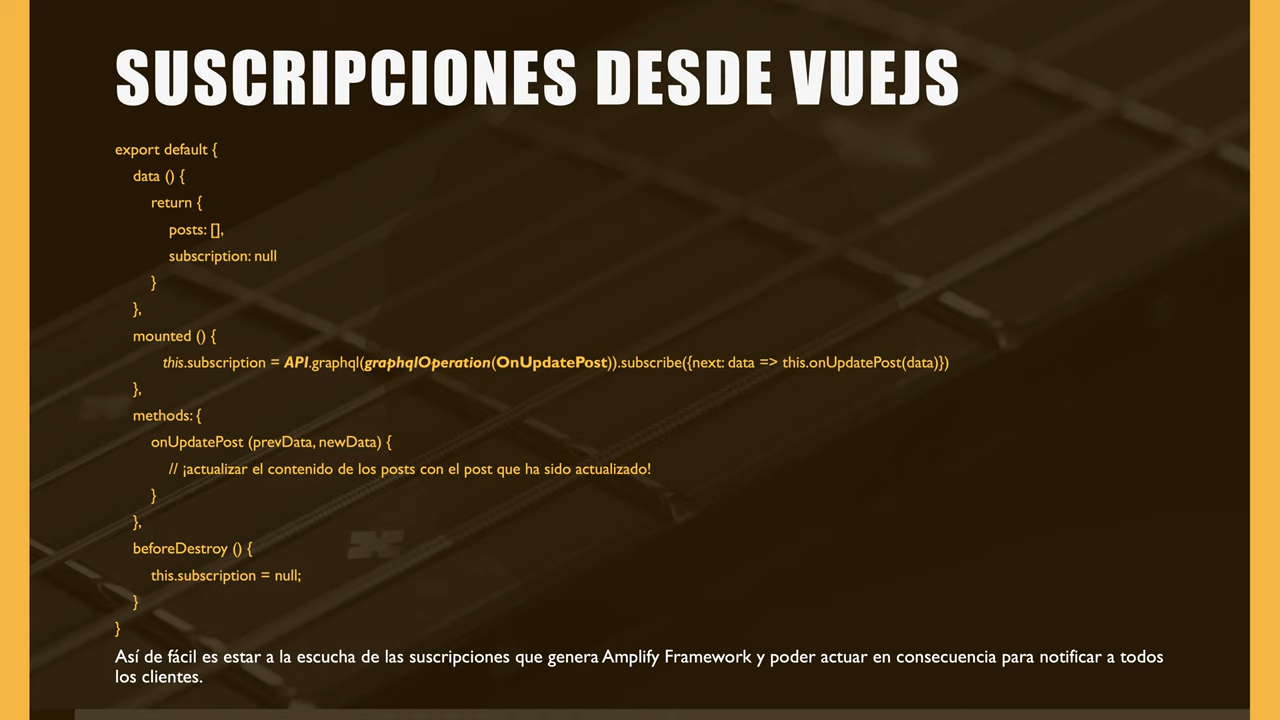 SUSCRIPCIONES DESDE VUEJS
export default {
data () {
return {
posts: [],
subscription: null
}
},
mounted () {
this.subscription = API.graphql(graphqlOperation(OnUpdatePost)).subscribe({next: data => this.onUpdatePost(data)})
},
methods: {
onUpdatePost (prevData, newData) {
// ¡actualizar el contenido de los posts con el post que ha sido actualizado!
}
},
beforeDestroy () {
this.subscription = null;
}
}
Así de fácil es estar a la escucha de las suscripciones que genera Amplify Framework y poder actuar en consecuencia para notificar a todos
los clientes.